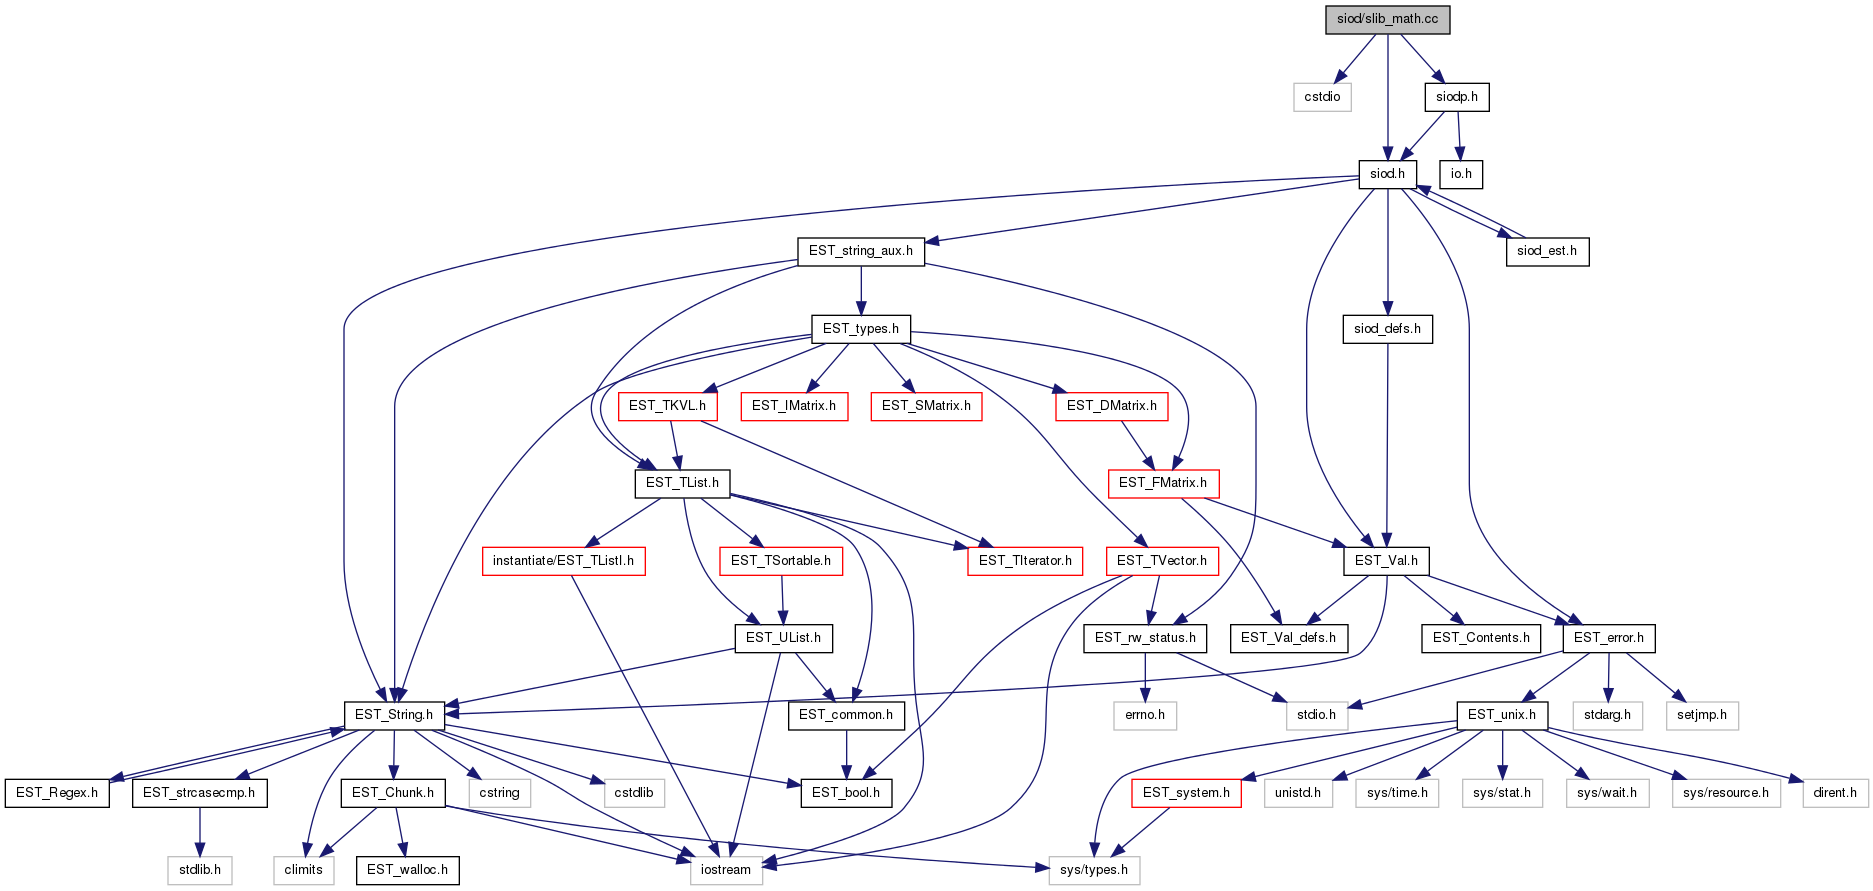 siod/slib_math.cc
cstdio
siodp.h
siod.h
io.h
EST_string_aux.h
siod_est.h
EST_types.h
siod_defs.h
EST_TKVL.h
EST_IMatrix.h
EST_SMatrix.h
EST_DMatrix.h
EST_TList.h
EST_FMatrix.h
instantiate/EST_TListI.h
EST_TSortable.h
EST_TIterator.h
EST_TVector.h
EST_Val.h
EST_UList.h
EST_rw_status.h
EST_Val_defs.h
EST_Contents.h
EST_error.h
EST_String.h
EST_common.h
errno.h
stdio.h
EST_unix.h
stdarg.h
setjmp.h
EST_Regex.h
EST_strcasecmp.h
EST_Chunk.h
cstring
cstdlib
EST_bool.h
EST_system.h
unistd.h
sys/time.h
sys/stat.h
sys/wait.h
sys/resource.h
dirent.h
stdlib.h
climits
EST_walloc.h
iostream
sys/types.h